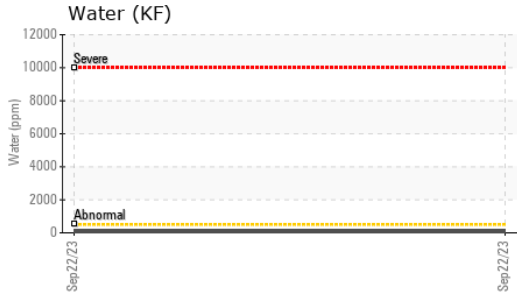 Water (KF)
12000
10000
8000
6000
4000
2000
0
Water (ppm)
Severe
Abnormal
Sep22/23
Sep22/23